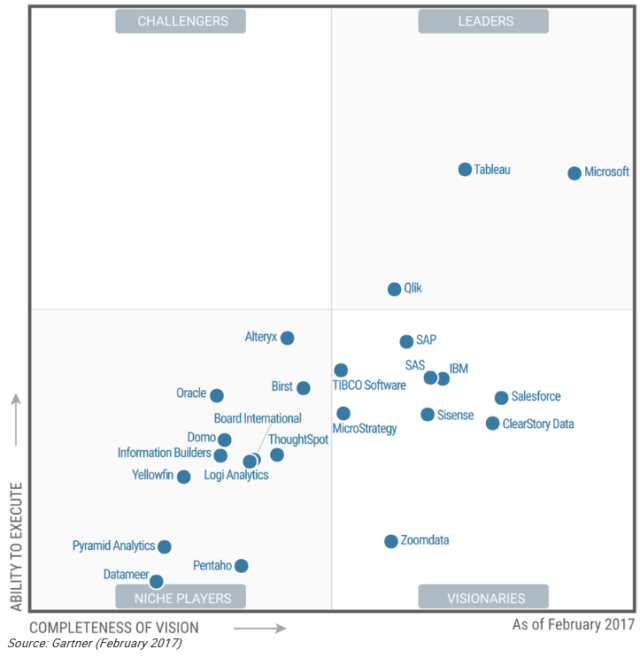 CHALLENGERS
LEADERS
Tableau
Microsoft
Qlik
Alteryx
SAP
SAS
IBM
TIBCO Software
Birst
Oracle
Salesforce
Board International
MicroStrategy
Sisense
ClearStory Data
Domo
ThoughtSpot
Information Builders
Yellowfin
Logi Analytics
Zoomdata
Pyramid Analytics
Pentaho
Datameer
NICHE PLAYERS
VISIONARIES
ABILITY TO EXECUTE
COMPLETENESS OF VISION
As of February 2017
Source: Gartner (February 2017)